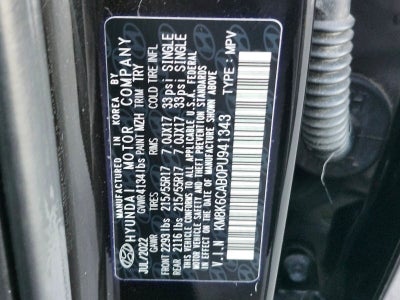 MANUFACTURED IN KOREA BY
HYUNDAI MOTOR COMPANY
JUL/2022 GVWR 4134 lbs PAINT MZH TRIM TRY
GAWR TIRES RIMS COLD TIRE INFL
FRONT 2293 lbs 215/55R17 7.0JX17 33psi SINGLE
REAR 2116 lbs 215/55R17 7.0JX17 33psi SINGLE
THIS VEHICLE CONFORMS TO ALL APPLICABLE U.S.A. FEDERAL
MOTOR VEHICLE SAFETY, BUMPER AND THEFT PREVENTION STANDARDS
IN EFFECT ON THE DATE OF MANUFACTURE SHOWN ABOVE.
V.I.N KM8K6CAB0PU941343 TYPE : MPV